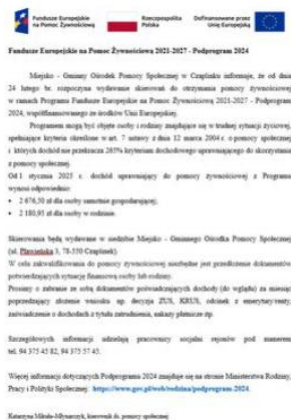 Fundusze Europejskie
na Pomoc Żywnościową
Rzeczpospolita
Polska
Dofinansowane przez
Unię Europejską
Fundusze Europejskie na Pomoc Żywnościową 2021-2027 - Podprogram 2024
Miejsko - Gminny Ośrodek Pomocy Społecznej w Czaplinku informuje, że od dnia
24 lutego br. rozpoczyna wydawanie skierowań do otrzymania pomocy żywnościowej
w ramach Programu Fundusze Europejskie na Pomoc Żywnościową 2021-2027 - Podprogram
2024, współfinansowanego ze środków Unii Europejskiej.
Programem mogą być objęte osoby i rodziny znajdujące się w trudnej sytuacji życiowej,
spełniające kryteria określone w art. 7 ustawy z dnia 12 marca 2004 r. o pomocy społecznej
i których dochód nie przekracza 265% kryterium dochodowego uprawniającego do skorzystania
z pomocy społecznej.
Od 1 stycznia 2025 r. dochód uprawniający do pomocy żywnościowej z Programu
wynosi odpowiednio:
• 2 676,50 zł dla osoby samotnie gospodarującej;
• 2 180,95 zł dla osoby w rodzinie.
Skierowania będą wydawane w siedzibie Miejsko - Gminnego Ośrodka Pomocy Społecznej
(ul. Pławieńska 3, 78-550 Czaplinek).
W celu zakwalifikowania do pomocy żywnościowej niezbędne jest przedłożenie dokumentów
potwierdzających sytuację finansową osoby lub rodziny.
Prosimy o zabranie ze sobą dokumentów poświadczających dochody (do wglądu) za miesiąc
poprzedzający złożenie wniosku np. decyzje ZUS, KRUS, odcinek z emerytury/renty,
zaświadczenie o dochodach z tytułu zatrudnienia, nakazy płatnicze itp.
Szczegółowych informacji udzielają pracownicy socjalni rejonów pod numerem
tel. 94 375 45 82, 94 375 57 45.
Więcej informacji dotyczących Podprogramu 2024 znajduje się na stronie Ministerstwa Rodziny,
Pracy i Polityki Społecznej: https://www.gov.pl/web/rodzina/podprogram-2024.
Katarzyna Mikuła-Młynarczyk, kierownik ds. pomocy społecznej